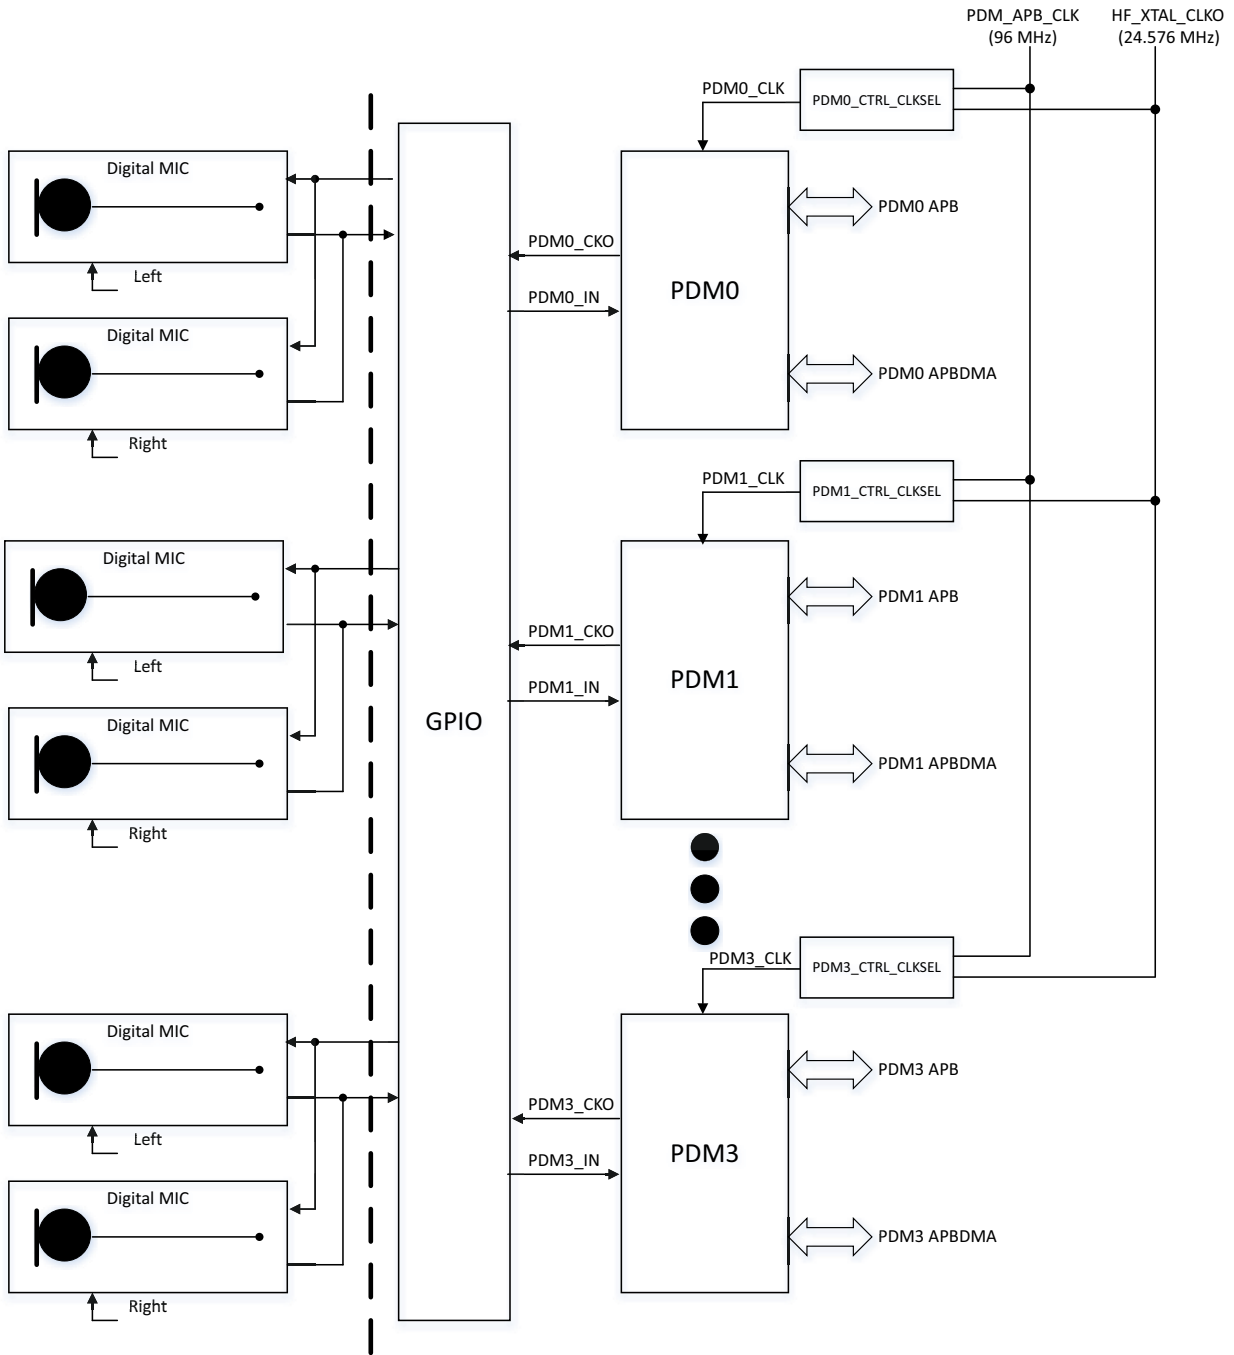 PDM_APB_CLK
(96 MHz)
HF_XTAL_CLKO
(24.576 MHz)
PDM0_CLK
PDM0_CTRL_CLKSEL
Digital MIC
Left
Digital MIC
Right
PDM0_CKO
PDM0_IN
PDM0
PDM0 APB
PDM0 APBDMA
PDM1_CLK
PDM1_CTRL_CLKSEL
Digital MIC
Left
Digital MIC
Right
GPIO
PDM1_CKO
PDM1_IN
PDM1
PDM1 APB
PDM1 APBDMA
PDM3_CLK
PDM3_CTRL_CLKSEL
Digital MIC
Left
Digital MIC
Right
PDM3_CKO
PDM3_IN
PDM3
PDM3 APB
PDM3 APBDMA